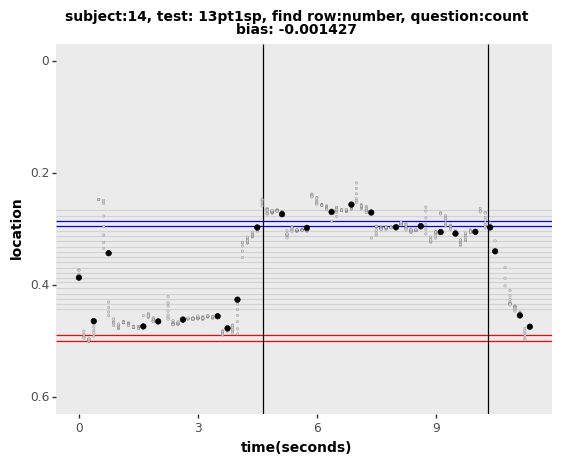 subject:14, test: 13pt1sp, find row:number, question:count
bias: -0.001427
0
0.2
0.4
0.6
location
0
3
6
9
time(seconds)